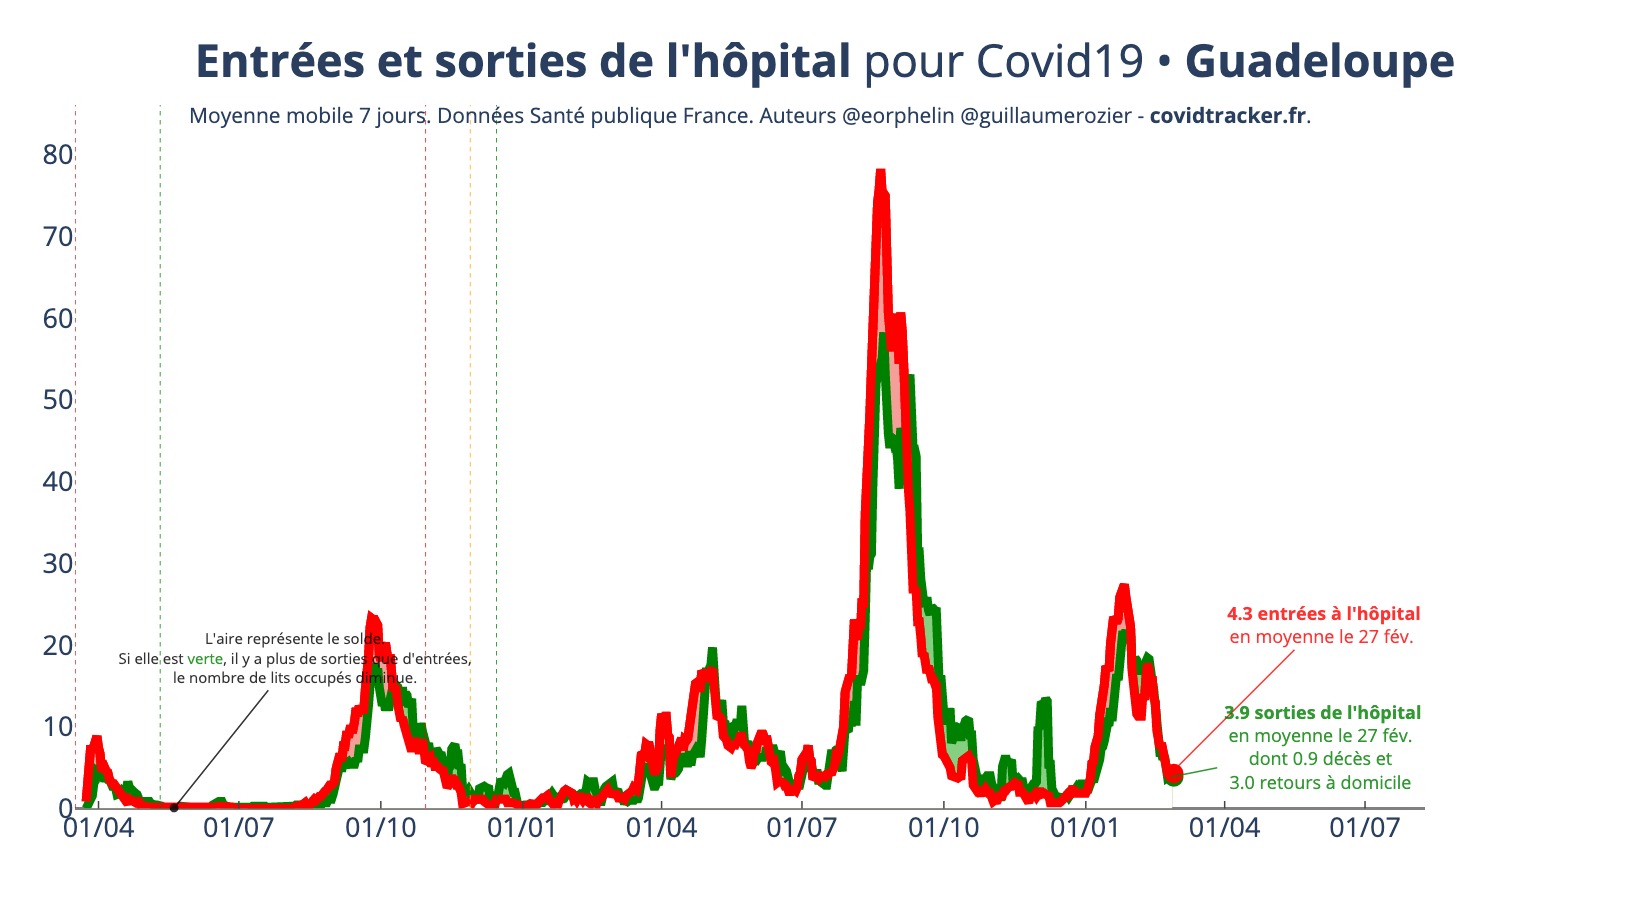 Entrées et sorties de l'hôpital pour Covid19 • Guadeloupe
Moyenne mobile 7 jours. Données Santé publique France. Auteurs @eorphelin @guillaumerozier - covidtracker.fr.
80
70
60
50
40
30
20
10
0
L'aire représente le solde.
Si elle est verte, il y a plus de sorties que d'entrées,
le nombre de lits occupés diminue.
4.3 entrées à l'hôpital
en moyenne le 27 fév.
3.9 sorties de l'hôpital
en moyenne le 27 fév.
dont 0.9 décès et
3.0 retours à domicile
01/04 01/07 01/10 01/01 01/04 01/07 01/10 01/01 01/04 01/07